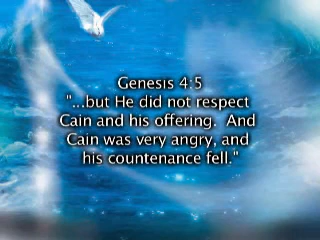 Genesis 4:5
"...but He did not respect
Cain and his offering.  And
Cain was very angry, and
his countenance fell."